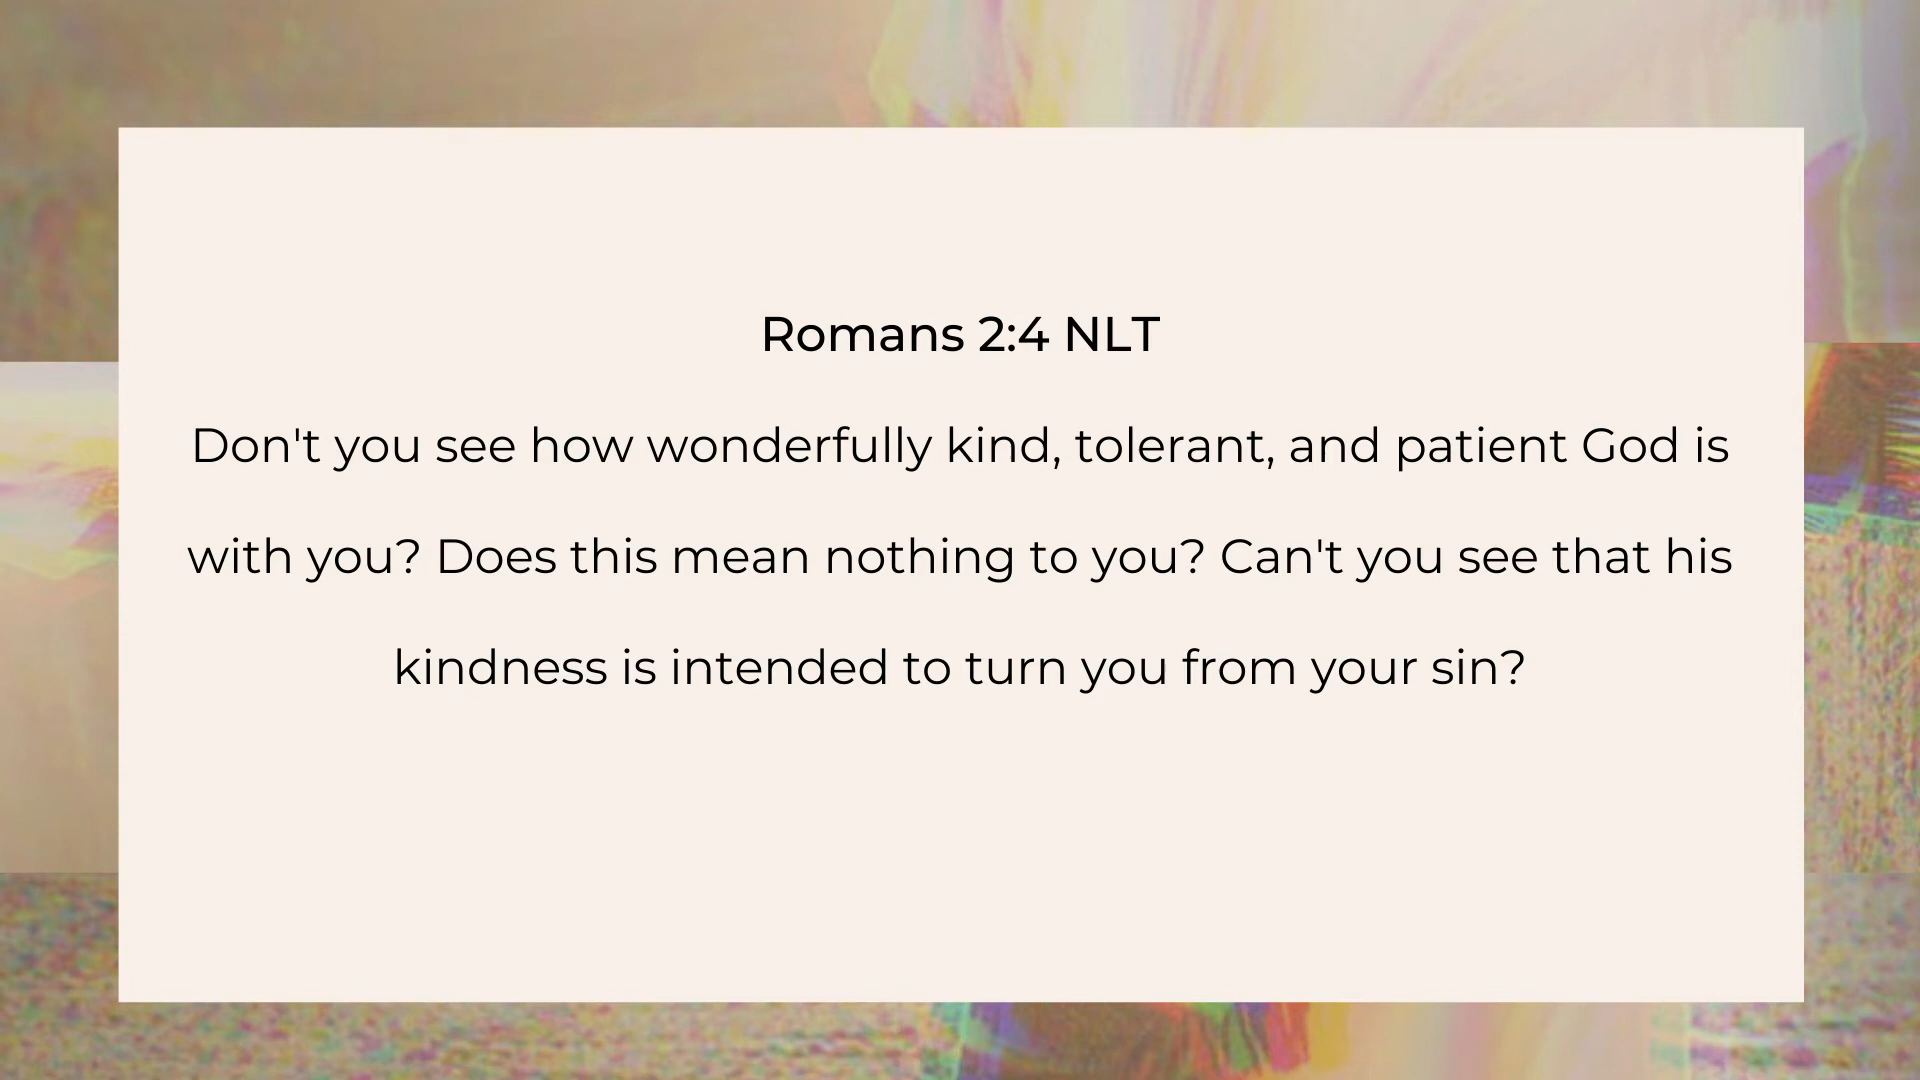 Romans 2:4 NLT
Don't you see how wonderfully kind, tolerant, and patient God is
with you? Does this mean nothing to you? Can't you see that his
kindness is intended to turn you from your sin?